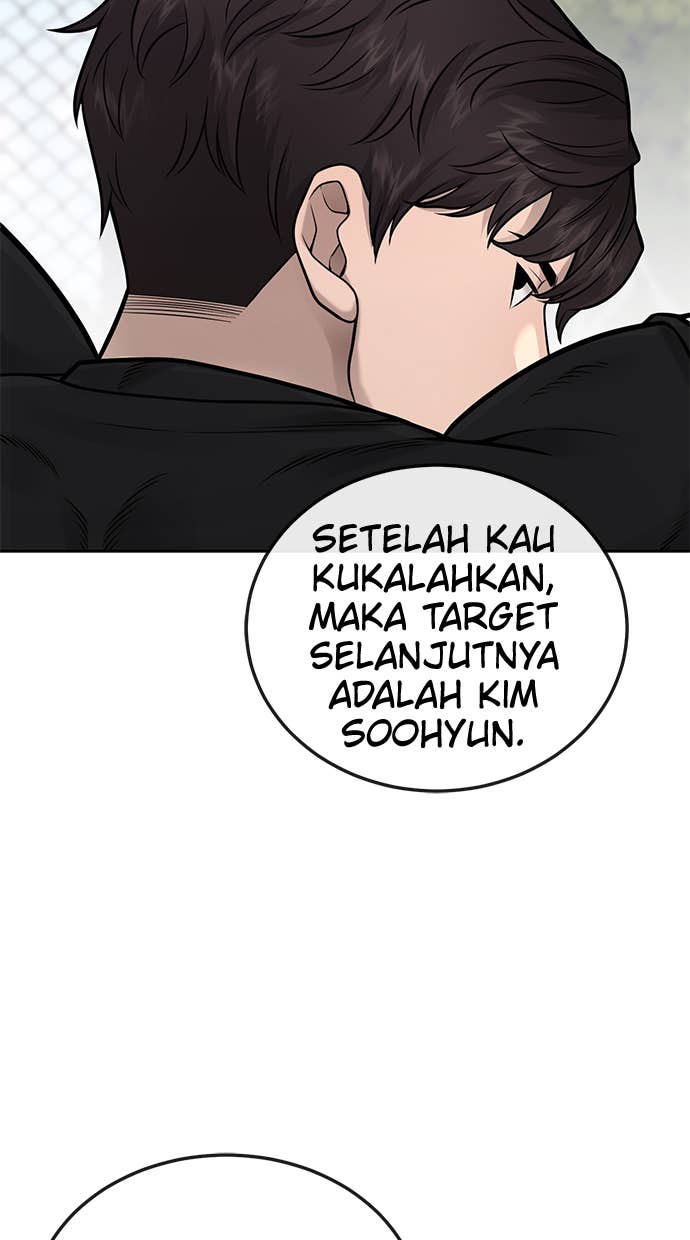 SETELAH KAU
KUKALAHKAN,
MAKA TARGET
SELANJUTNYA
ADALAH KIM
SOOHYUN.